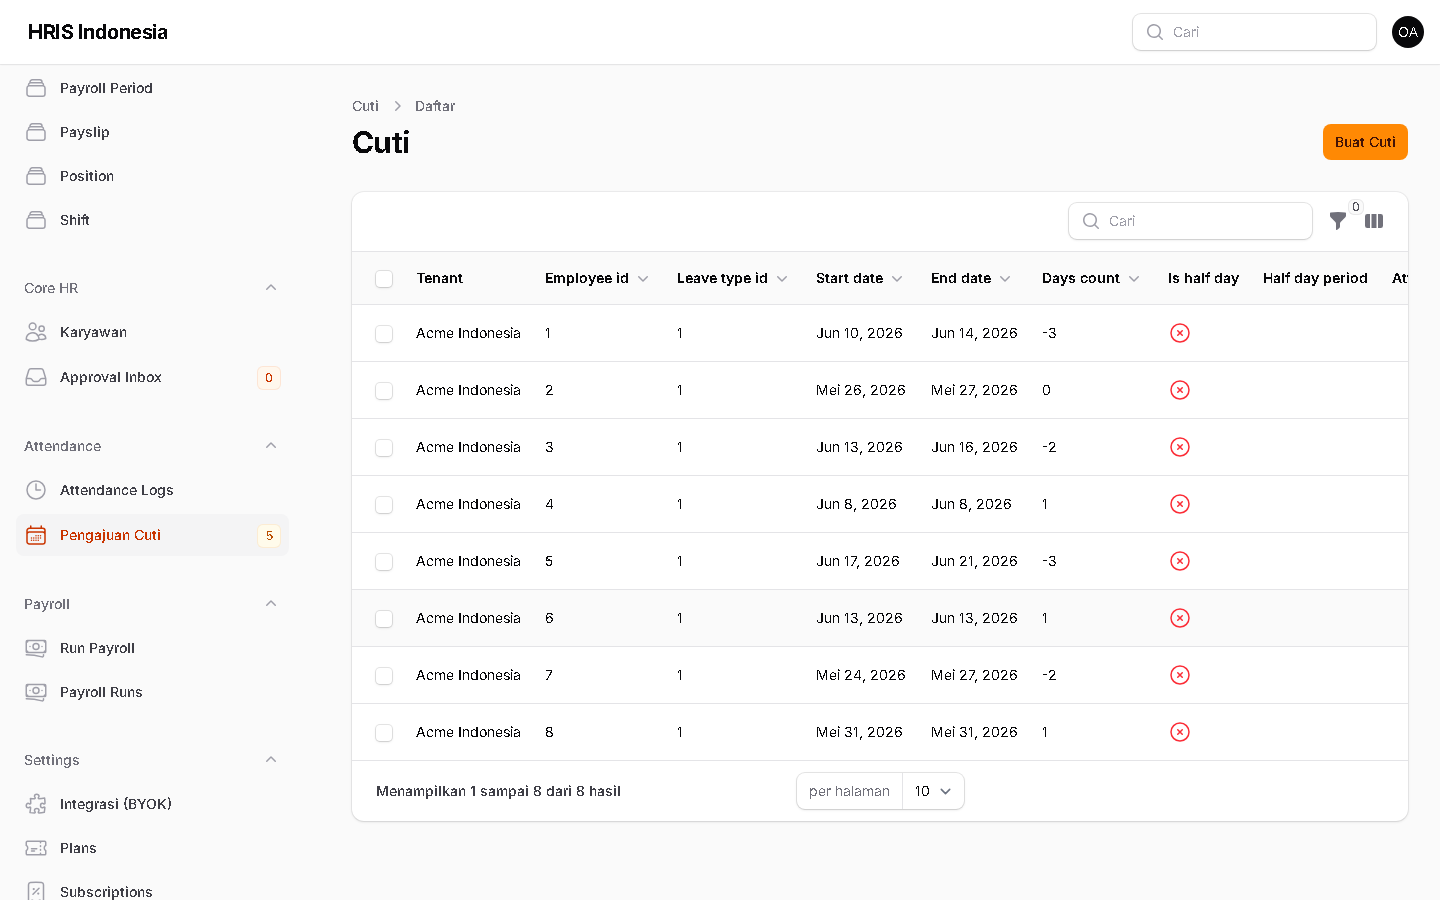 HRIS Indonesia
Cari
OA
Payroll Period
Payslip
Position
Shift
Core HR
Karyawan
Approval Inbox 0
Attendance
Attendance Logs
Pengajuan Cuti 5
Payroll
Run Payroll
Payroll Runs
Settings
Integrasi (BYOK)
Plans
Subscriptions
Cuti Daftar
Cuti
Buat Cuti
Cari
0
Tenant Employee id Leave type id Start date End date Days count Is half day Half day period At
Acme Indonesia 1 1 Jun 10, 2026 Jun 14, 2026 -3
Acme Indonesia 2 1 Mei 26, 2026 Mei 27, 2026 0
Acme Indonesia 3 1 Jun 13, 2026 Jun 16, 2026 -2
Acme Indonesia 4 1 Jun 8, 2026 Jun 8, 2026 1
Acme Indonesia 5 1 Jun 17, 2026 Jun 21, 2026 -3
Acme Indonesia 6 1 Jun 13, 2026 Jun 13, 2026 1
Acme Indonesia 7 1 Mei 24, 2026 Mei 27, 2026 -2
Acme Indonesia 8 1 Mei 31, 2026 Mei 31, 2026 1
Menampilkan 1 sampai 8 dari 8 hasil
per halaman 10